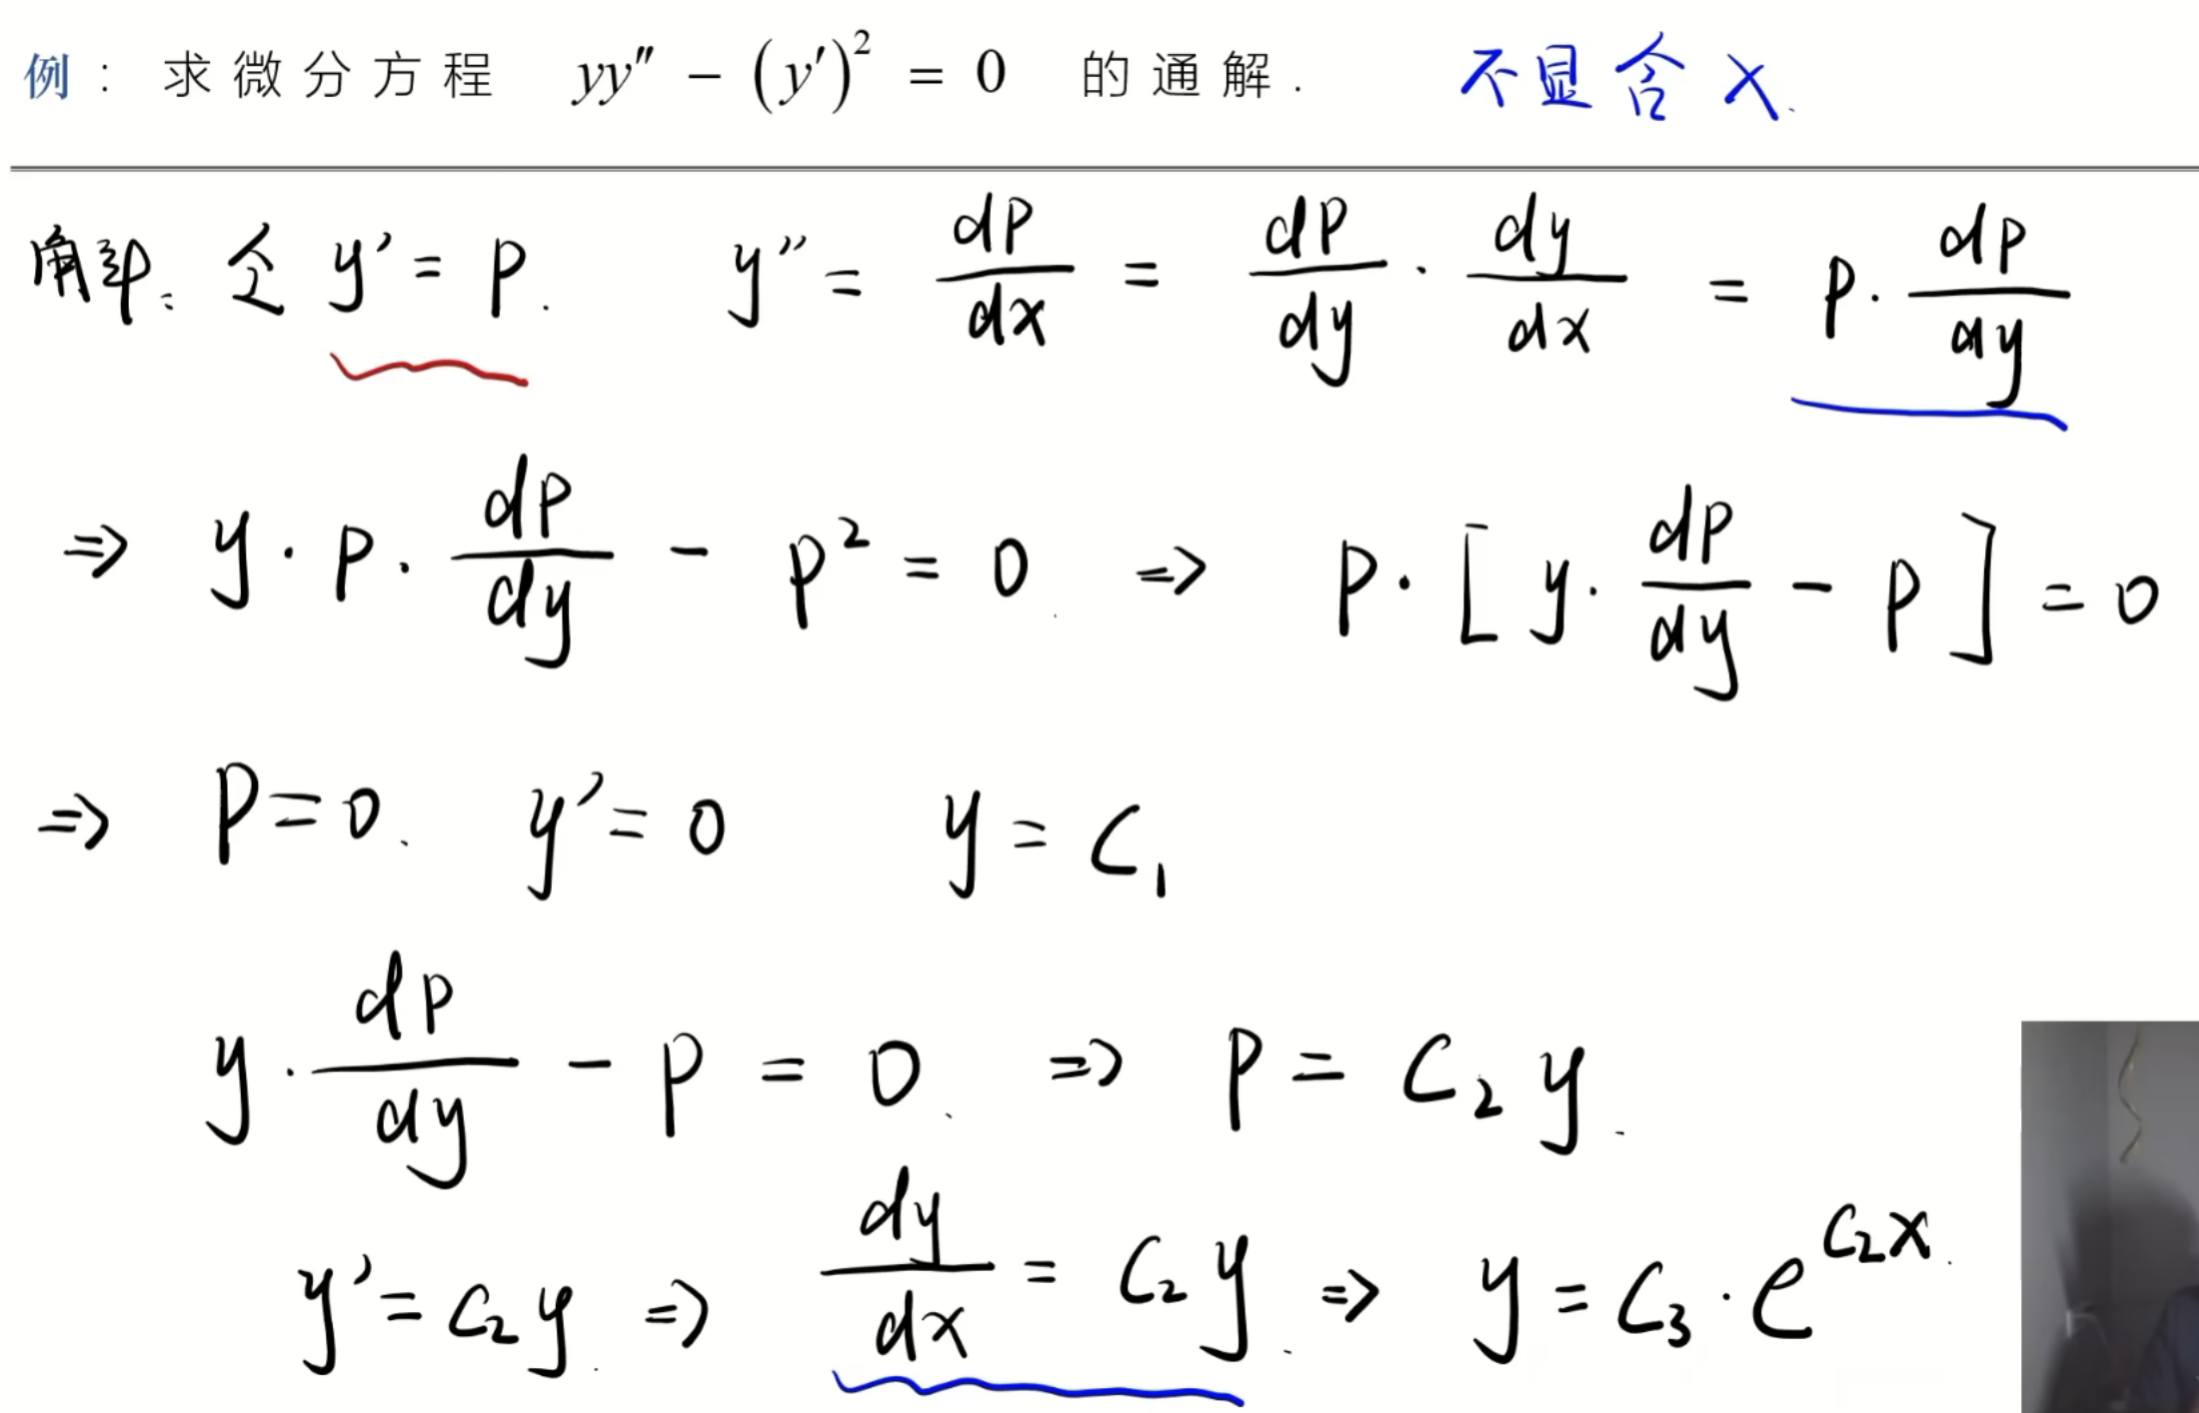 例： 求微分方程 yy″ − (y′)² = 0 的通解. 不显含 x.
解: 令 y′ = p. y″ = dp/dx = dp/dy · dy/dx = p · dp/dy
⇒ y · p · dp/dy − p² = 0. ⇒ p · [y · dp/dy − p] = 0
⇒ p = 0. y′ = 0 y = C₁
y · dp/dy − p = 0. ⇒ p = C₂y.
y′ = C₂y. ⇒ dy/dx = C₂y. ⇒ y = C₃ · e^{C₂x}.